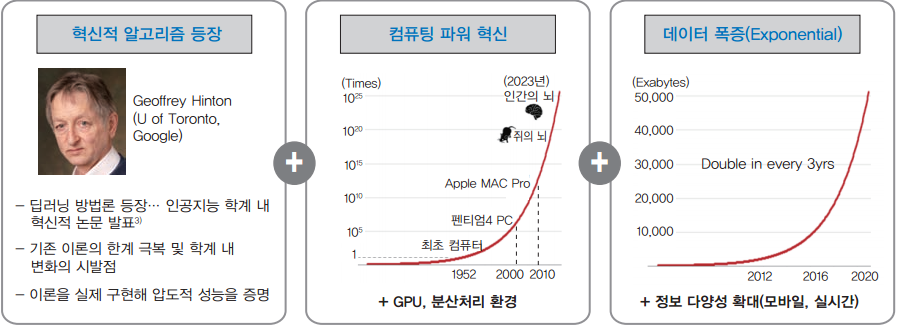 혁신적 알고리즘 등장
Geoffrey Hinton
(U of Toronto,
Google)
– 딥러닝 방법론 등장… 인공지능 학계 내
혁신적 논문 발표3)
– 기존 이론의 한계 극복 및 학계 내
변화의 시발점
– 이론을 실제 구현해 압도적 성능을 증명
+
컴퓨팅 파워 혁신
(Times)
10^25
10^20
10^15
10^10
10^5
1
(2023년)
인간의 뇌
쥐의 뇌
Apple MAC Pro
펜티엄4 PC
최초 컴퓨터
1952 2000 2010
+ GPU, 분산처리 환경
+
데이터 폭증(Exponential)
(Exabytes)
50,000
40,000
30,000
20,000
10,000
Double in every 3yrs
2012 2016 2020
+ 정보 다양성 확대(모바일, 실시간)